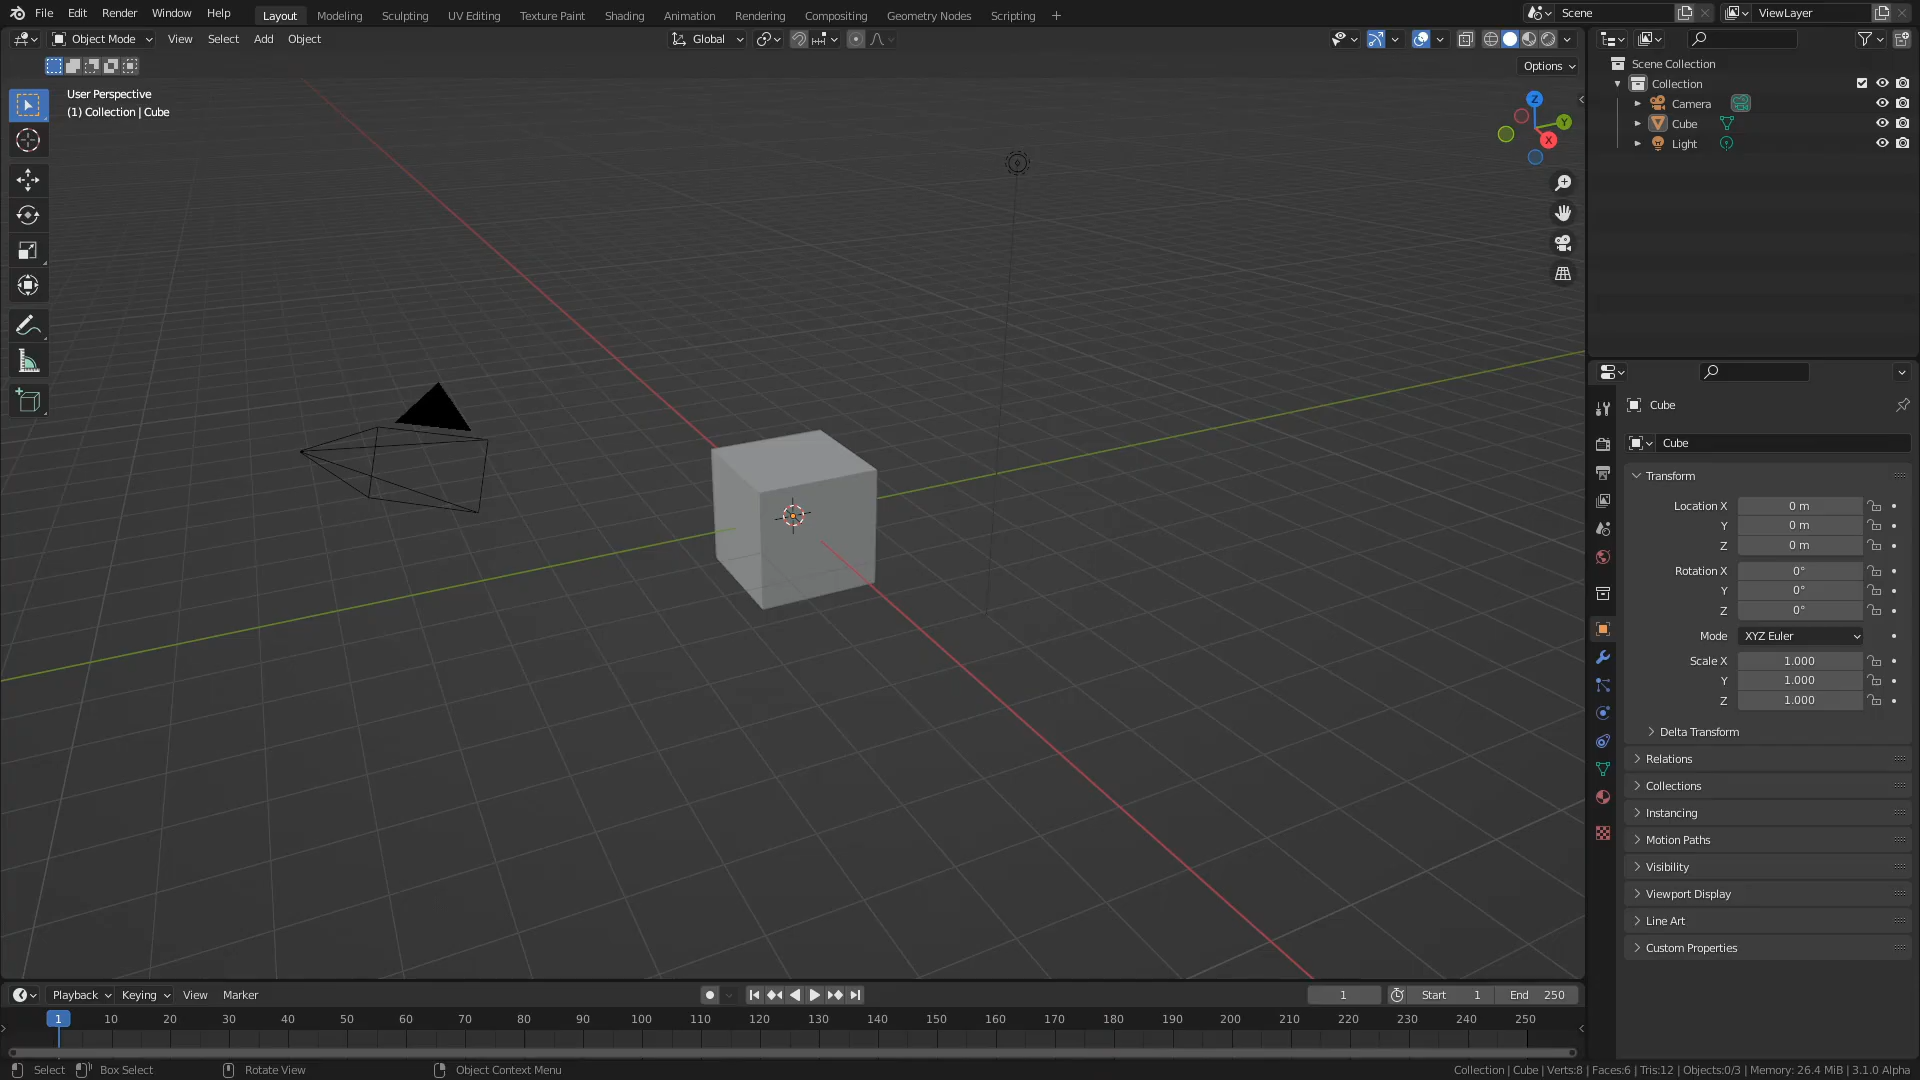 File Edit Render Window Help Layout Modeling Sculpting UV Editing Texture Paint Shading Animation Rendering Compositing Geometry Nodes Scripting + Scene ViewLayer
Object Mode View Select Add Object Global
Options
User Perspective
(1) Collection | Cube
Z
Y
X
Scene Collection
Collection
Camera
Cube
Light
Cube
Cube
Transform
Location X 0 m
Y 0 m
Z 0 m
Rotation X 0°
Y 0°
Z 0°
Mode XYZ Euler
Scale X 1.000
Y 1.000
Z 1.000
Delta Transform
Relations
Collections
Instancing
Motion Paths
Visibility
Viewport Display
Line Art
Custom Properties
Playback Keying View Marker 1 Start 1 End 250
1 10 20 30 40 50 60 70 80 90 100 110 120 130 140 150 160 170 180 190 200 210 220 230 240 250
Select Box Select Rotate View Object Context Menu Collection | Cube | Verts:8 | Faces:6 | Tris:12 | Objects:0/3 | Memory: 26.4 MiB | 3.1.0 Alpha